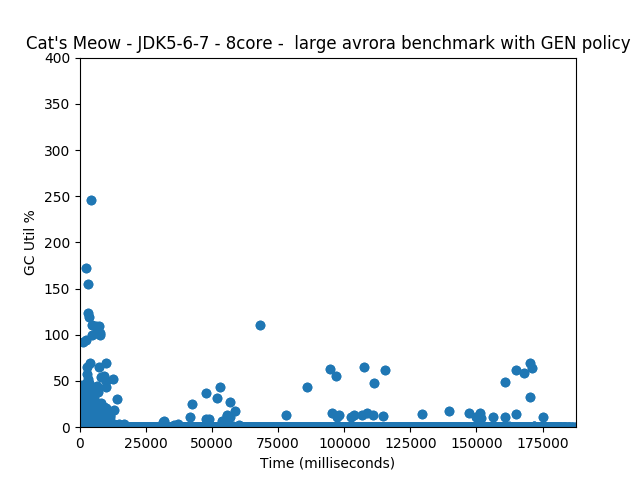 Cat's Meow - JDK5-6-7 - 8core -  large avrora benchmark with GEN policy
400
350
300
250
200
150
100
50
0
GC Util %
0 25000 50000 75000 100000 125000 150000 175000
Time (milliseconds)